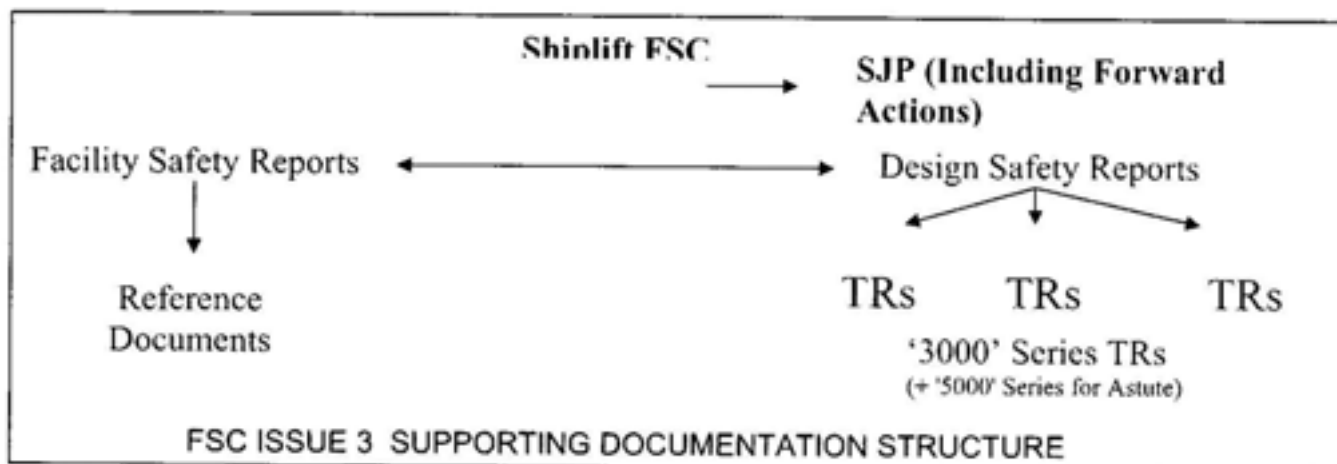 Shiplift FSC
SJP (Including Forward
Actions)
Facility Safety Reports
Design Safety Reports
Reference
Documents
TRs
TRs
TRs
‘3000’ Series TRs
(+ '5000' Series for Astute)
FSC ISSUE 3 SUPPORTING DOCUMENTATION STRUCTURE